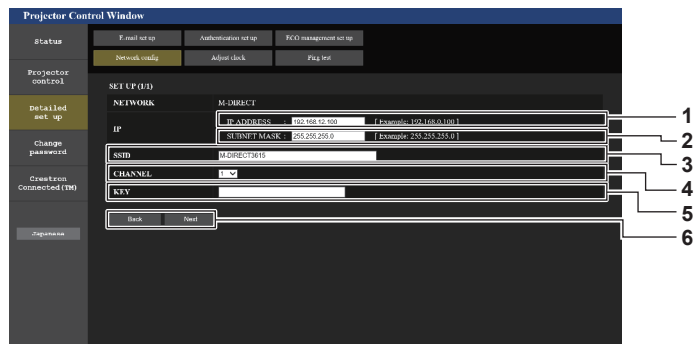 Projector Control Window
Status
E-mail set up
Authentication set up
ECO management set up
Network config
Adjust clock
Ping test
Projector
control
SET UP (1/1)
NETWORK M-DIRECT
Detailed
set up
IP
IP ADDRESS : 192.168.12.100 [ Example: 192.168.0.100 ]
SUBNET MASK : 255.255.255.0 [ Example: 255.255.255.0 ]
Change
password
SSID M-DIRECT3615
CHANNEL 1
Crestron
Connected(TM)
KEY
Back Next
Japanese
1
2
3
4
5
6